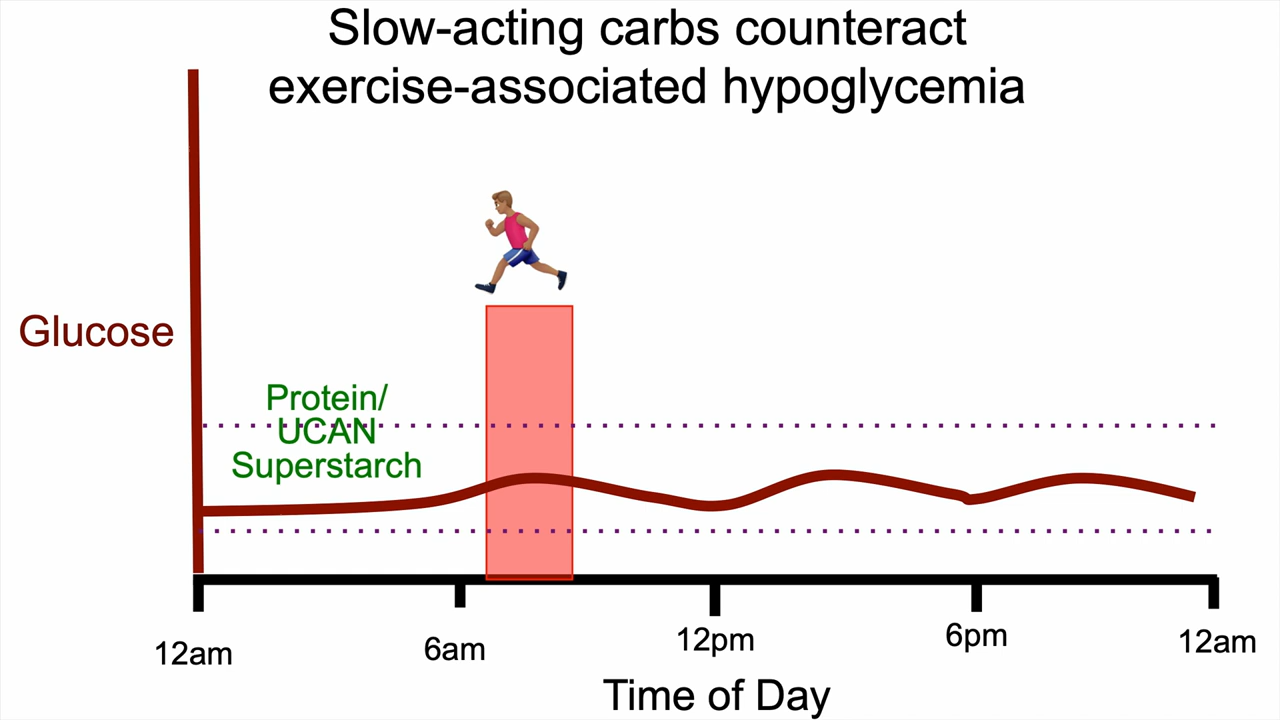 Slow-acting carbs counteract
exercise-associated hypoglycemia
Glucose
Protein/
UCAN
Superstarch
12am
6am
12pm
6pm
12am
Time of Day